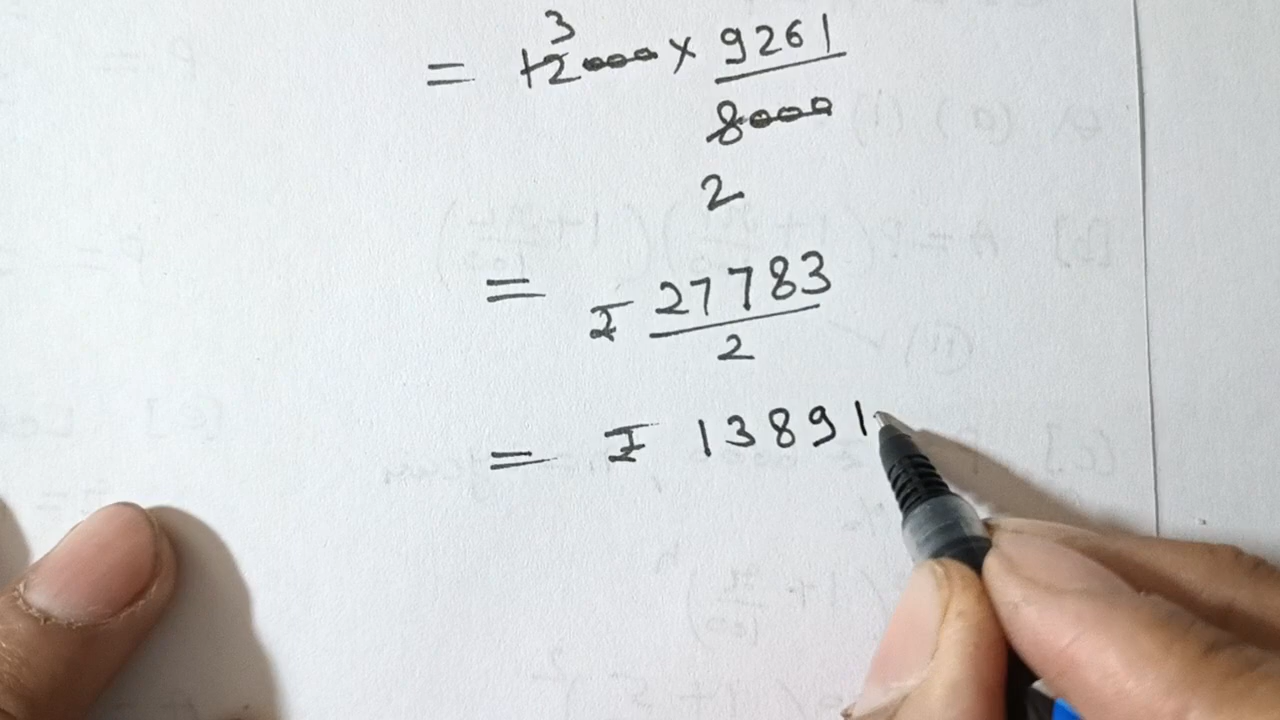 3
= 12000 × 9261
8000
2
= ₹ 27783
2
= ₹ 13891